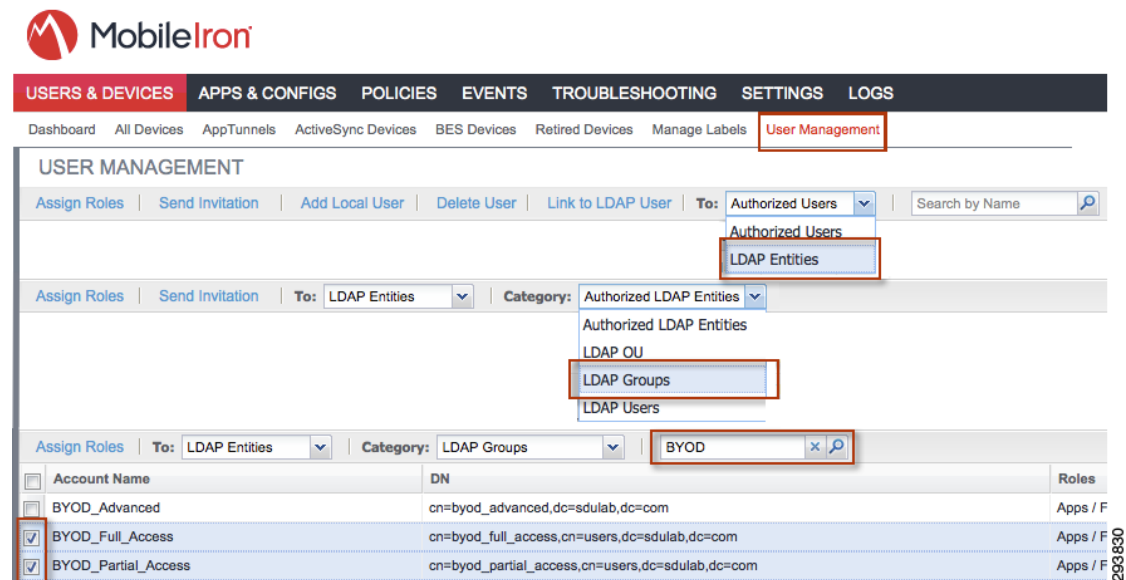 MobileIron
USERS & DEVICES APPS & CONFIGS POLICIES EVENTS TROUBLESHOOTING SETTINGS LOGS
Dashboard All Devices AppTunnels ActiveSync Devices BES Devices Retired Devices Manage Labels User Management
USER MANAGEMENT
Assign Roles | Send Invitation | Add Local User | Delete User | Link to LDAP User | To: Authorized Users | Search by Name
Authorized Users
LDAP Entities
Assign Roles | Send Invitation | To: LDAP Entities | Category: Authorized LDAP Entities
Authorized LDAP Entities
LDAP OU
LDAP Groups
LDAP Users
Assign Roles | To: LDAP Entities | Category: LDAP Groups | BYOD
Account Name DN Roles
BYOD_Advanced cn=byod_advanced,dc=sdulab,dc=com Apps / F
BYOD_Full_Access cn=byod_full_access,cn=users,dc=sdulab,dc=com Apps / F
BYOD_Partial_Access cn=byod_partial_access,cn=users,dc=sdulab,dc=com Apps / F
293830